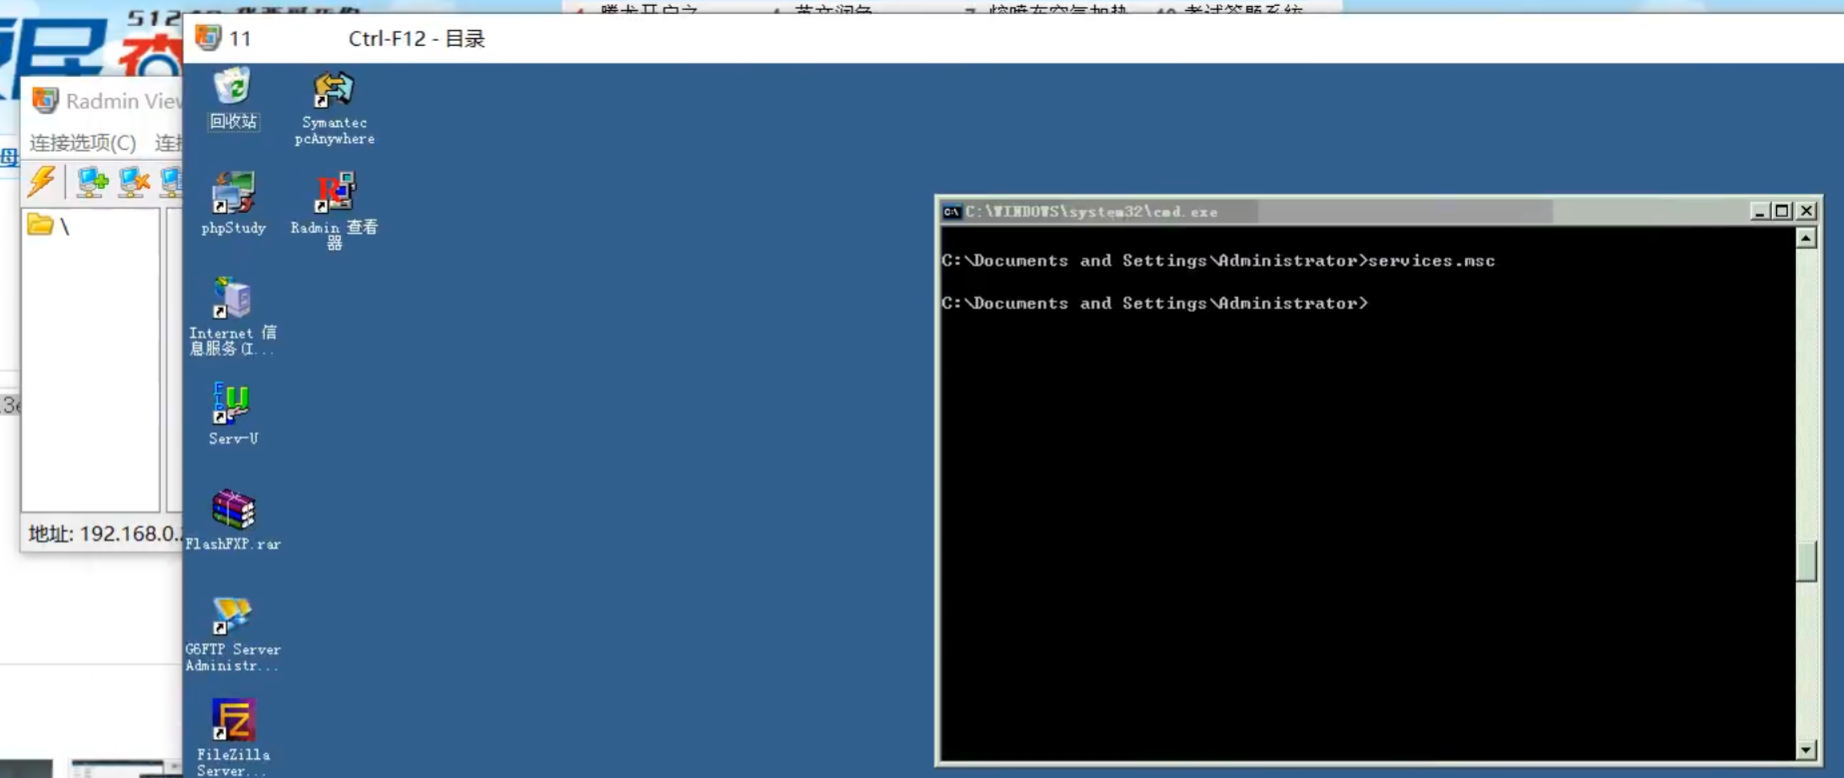 11
Ctrl-F12 - 目录
Radmin View
连接选项(C)
\
地址: 192.168.0.
回收站
Symantec
pcAnywhere
phpStudy
Radmin 查看
器
Internet 信
息服务(I...
Serv-U
FlashFXP.rar
G6FTP Server
Administr...
FileZilla
Server...
C:\WINDOWS\system32\cmd.exe
C:\Documents and Settings\Administrator>services.msc
C:\Documents and Settings\Administrator>